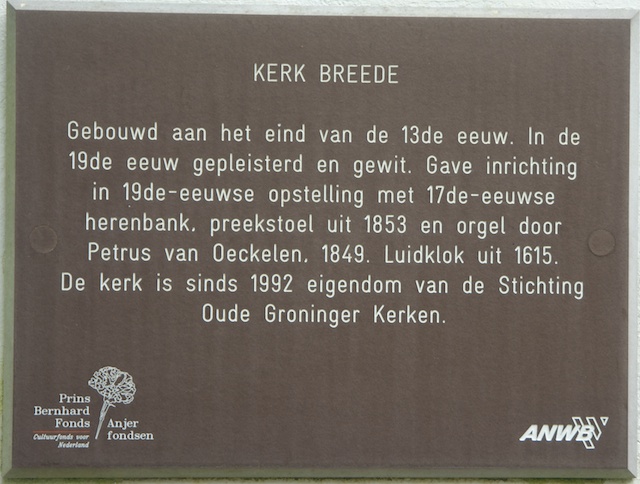 KERK BREEDE
Gebouwd aan het eind van de 13de eeuw. In de
19de eeuw gepleisterd en gewit. Gave inrichting
in 19de-eeuwse opstelling met 17de-eeuwse
herenbank, preekstoel uit 1853 en orgel door
Petrus van Oeckelen, 1849. Luidklok uit 1615.
De kerk is sinds 1992 eigendom van de Stichting
Oude Groninger Kerken.
Prins
Bernhard
Fonds
Cultuurfonds voor
Nederland
Anjer
fondsen
ANWB